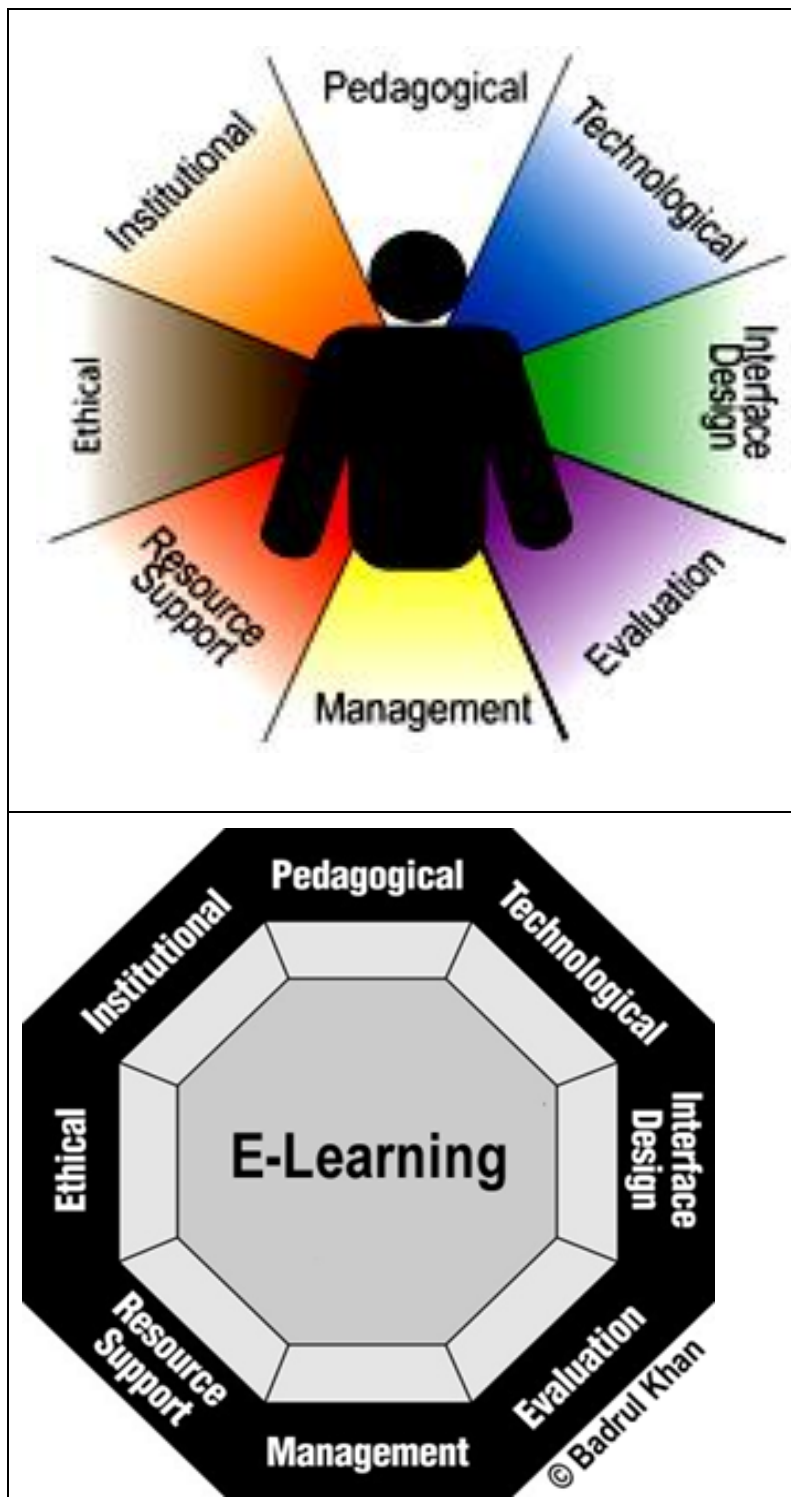 Pedagogical
Technological
Interface
Design
Evaluation
Management
Resource
Support
Ethical
Institutional
Pedagogical
Technological
Interface
Design
Evaluation
Management
Resource
Support
Ethical
Institutional
E-Learning
© Badrul Khan